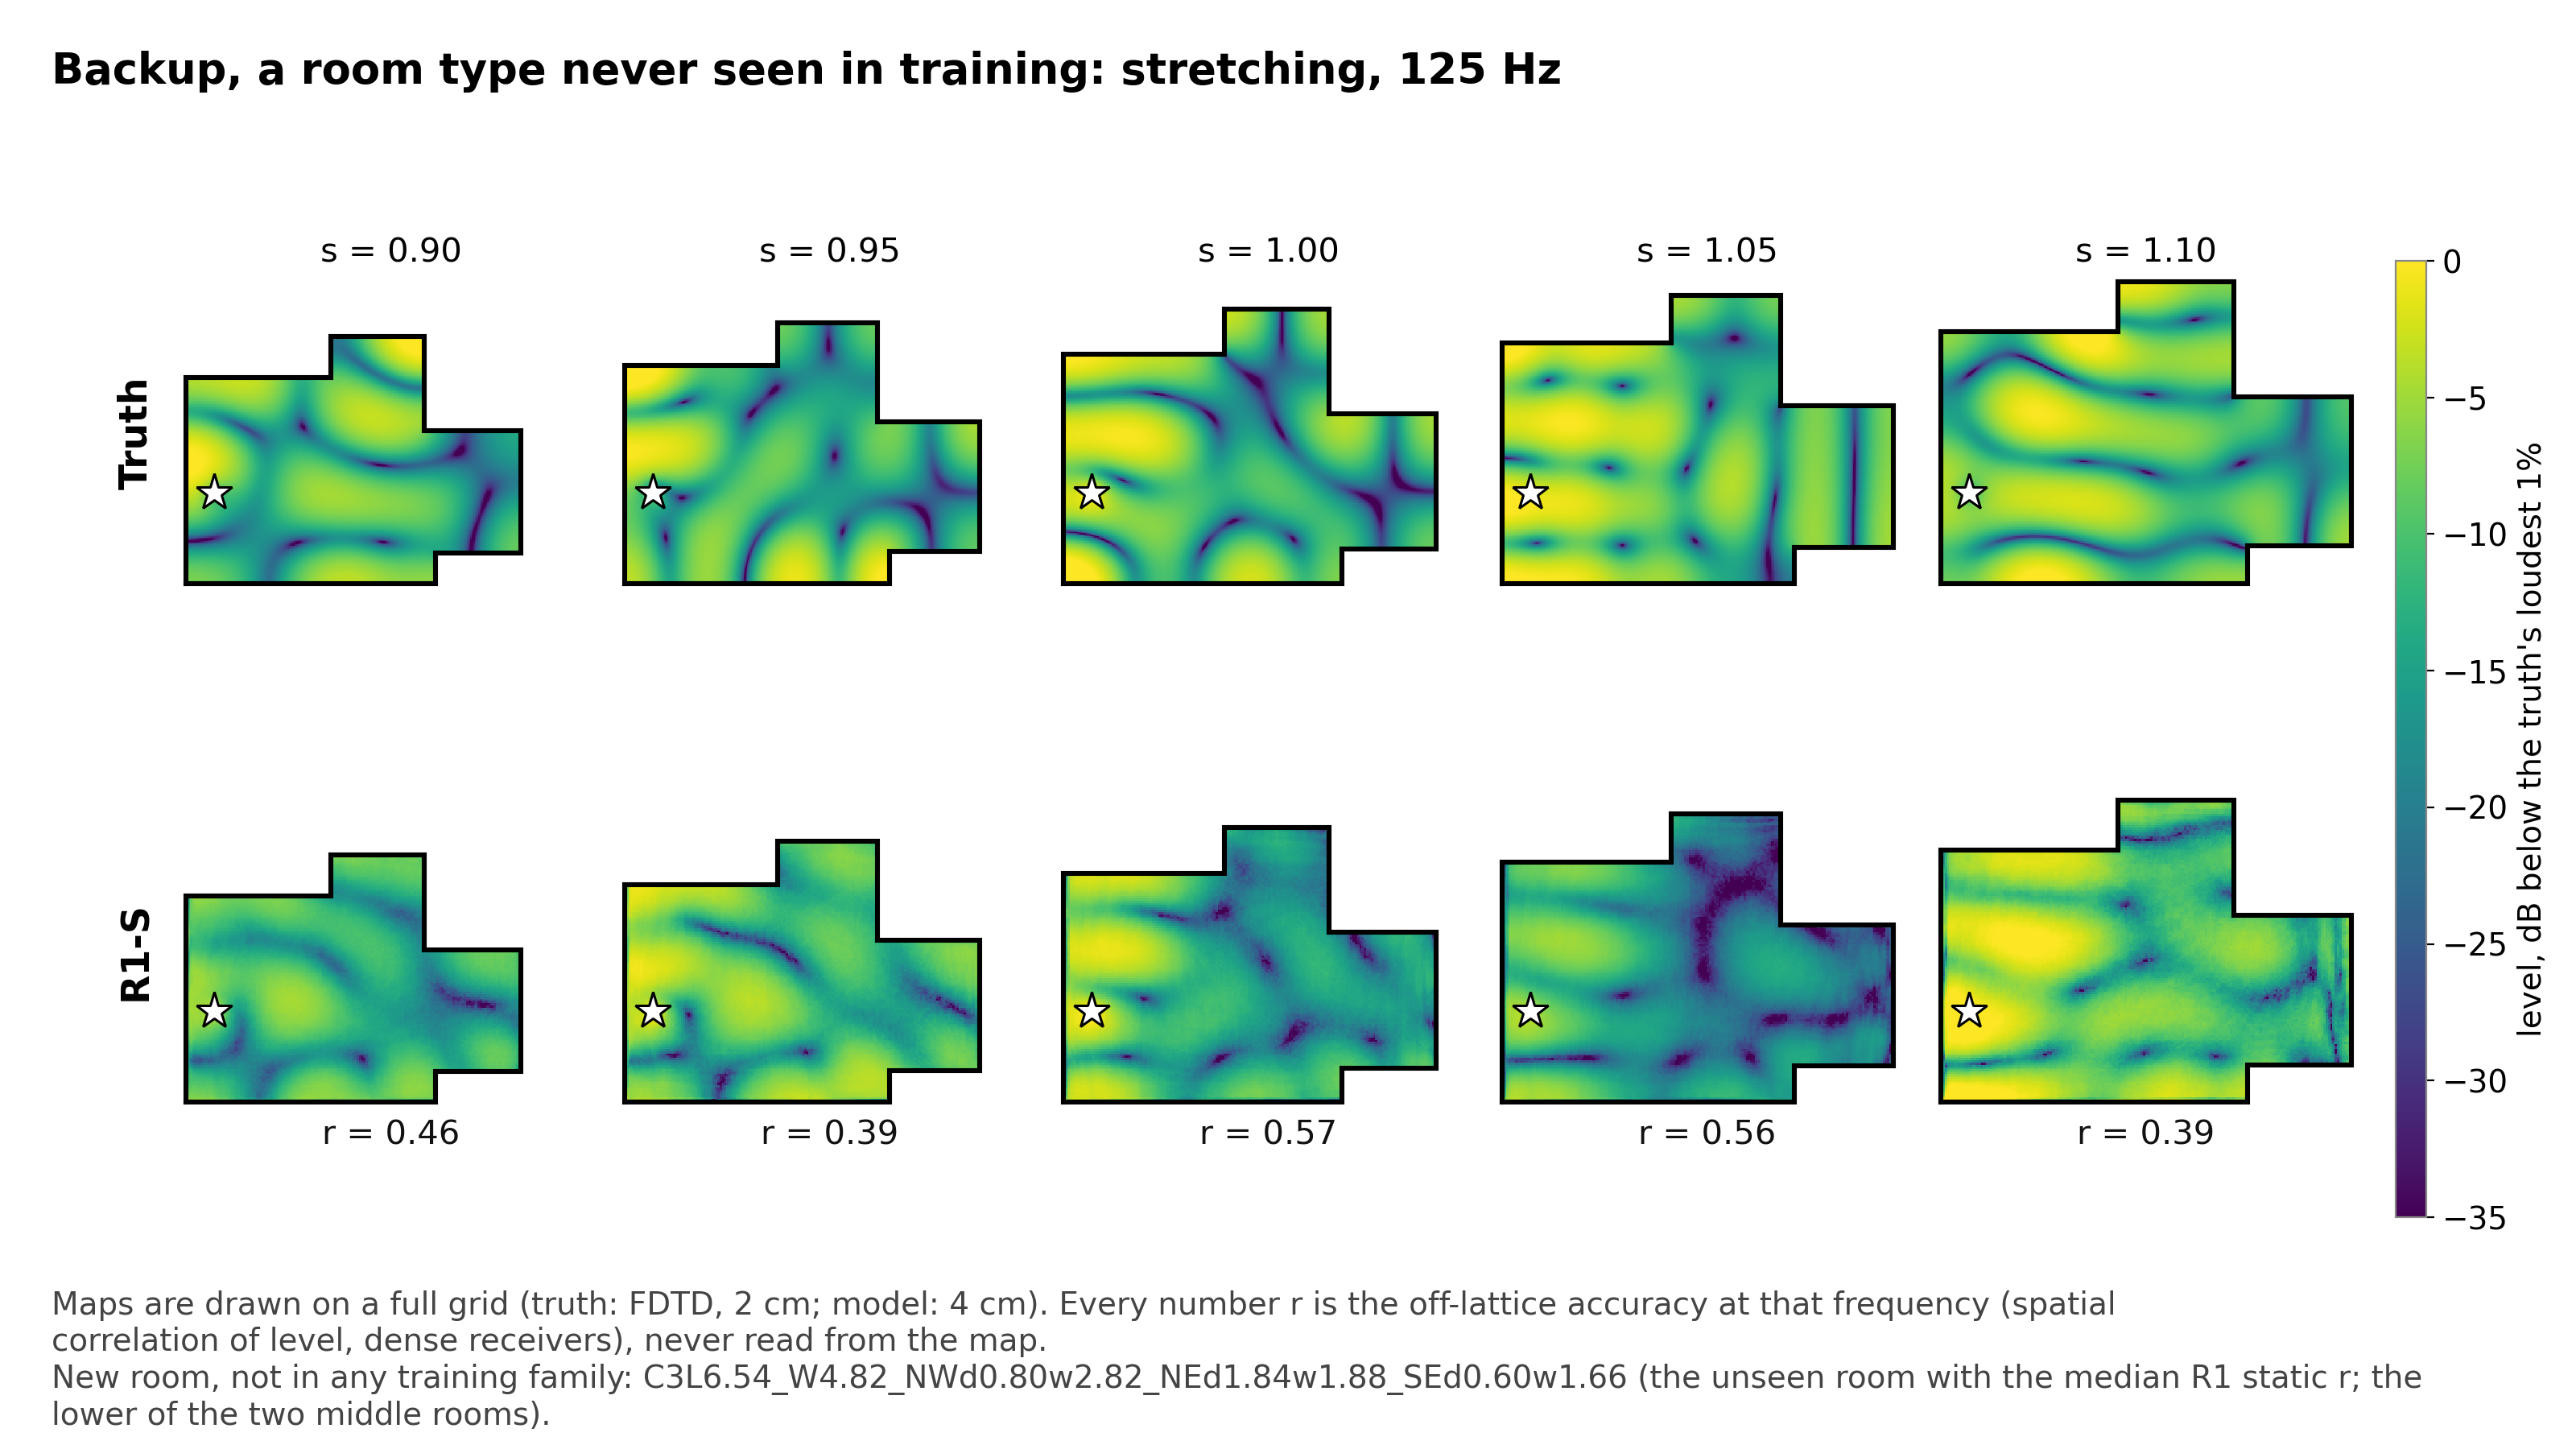 Backup, a room type never seen in training: stretching, 125 Hz
s = 0.90
s = 0.95
s = 1.00
s = 1.05
s = 1.10
Truth
R1-S
r = 0.46
r = 0.39
r = 0.57
r = 0.56
r = 0.39
0
−5
−10
−15
−20
−25
−30
−35
level, dB below the truth's loudest 1%
Maps are drawn on a full grid (truth: FDTD, 2 cm; model: 4 cm). Every number r is the off-lattice accuracy at that frequency (spatial
correlation of level, dense receivers), never read from the map.
New room, not in any training family: C3L6.54_W4.82_NWd0.80w2.82_NEd1.84w1.88_SEd0.60w1.66 (the unseen room with the median R1 static r; the
lower of the two middle rooms).